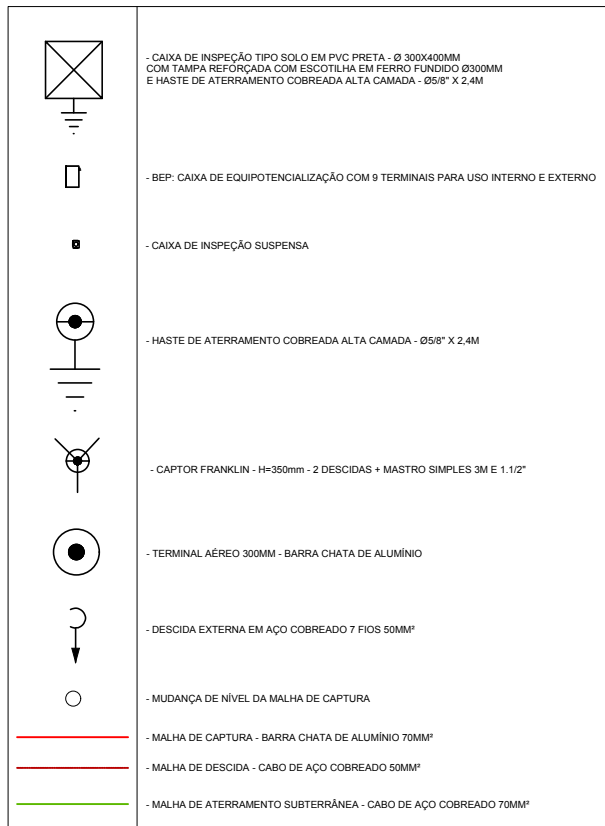 - CAIXA DE INSPEÇÃO TIPO SOLO EM PVC PRETA - Ø 300X400MM
COM TAMPA REFORÇADA COM ESCOTILHA EM FERRO FUNDIDO Ø300MM
E HASTE DE ATERRAMENTO COBREADA ALTA CAMADA - Ø5/8" X 2,4M
- BEP: CAIXA DE EQUIPOTENCIALIZAÇÃO COM 9 TERMINAIS PARA USO INTERNO E EXTERNO
- CAIXA DE INSPEÇÃO SUSPENSA
- HASTE DE ATERRAMENTO COBREADA ALTA CAMADA - Ø5/8" X 2,4M
- CAPTOR FRANKLIN - H=350mm - 2 DESCIDAS + MASTRO SIMPLES 3M E 1.1/2"
- TERMINAL AÉREO 300MM - BARRA CHATA DE ALUMÍNIO
- DESCIDA EXTERNA EM AÇO COBREADO 7 FIOS 50MM²
- MUDANÇA DE NÍVEL DA MALHA DE CAPTURA
- MALHA DE CAPTURA - BARRA CHATA DE ALUMÍNIO 70MM²
- MALHA DE DESCIDA - CABO DE AÇO COBREADO 50MM²
- MALHA DE ATERRAMENTO SUBTERRÂNEA - CABO DE AÇO COBREADO 70MM²